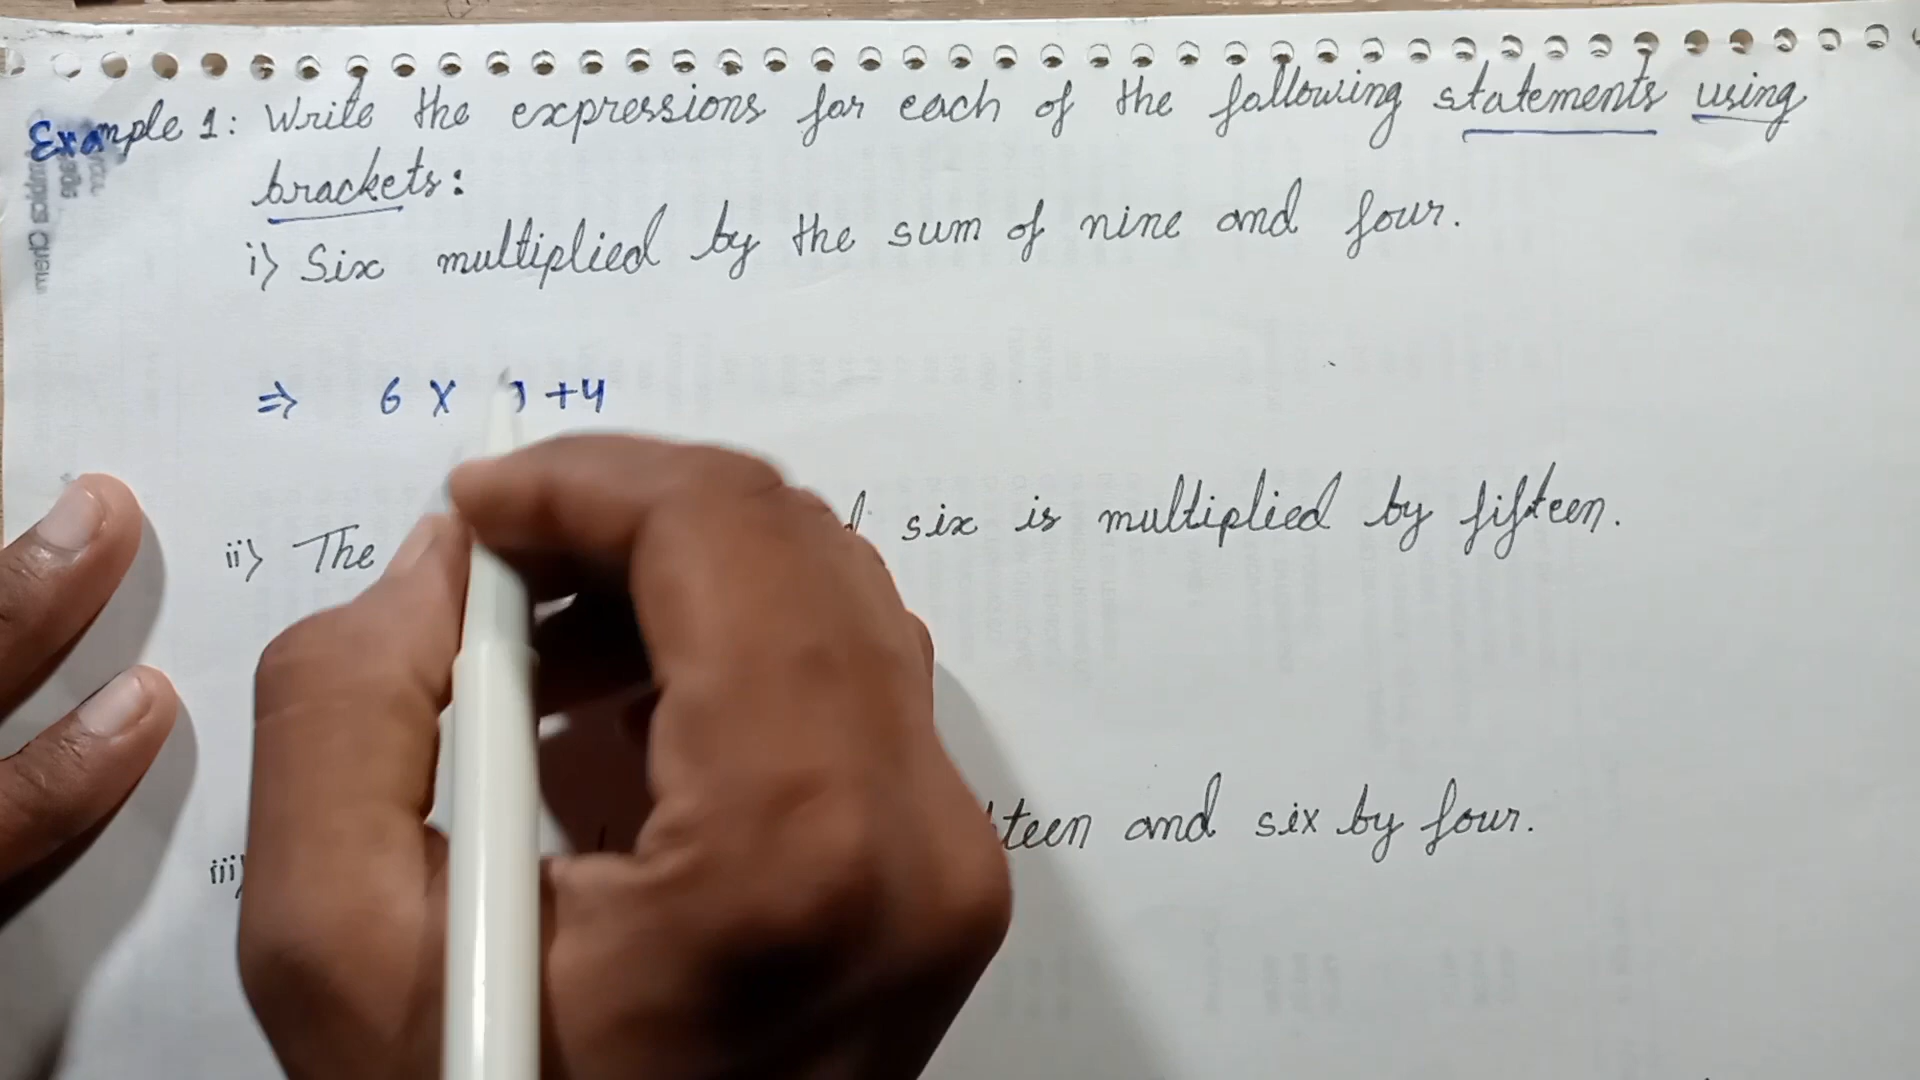 Example 1: Write the expressions for each of the following statements using
brackets:
i) Six multiplied by the sum of nine and four.
⇒ 6 X +4
ii) The six is multiplied by fifteen.
iii) and six by four.